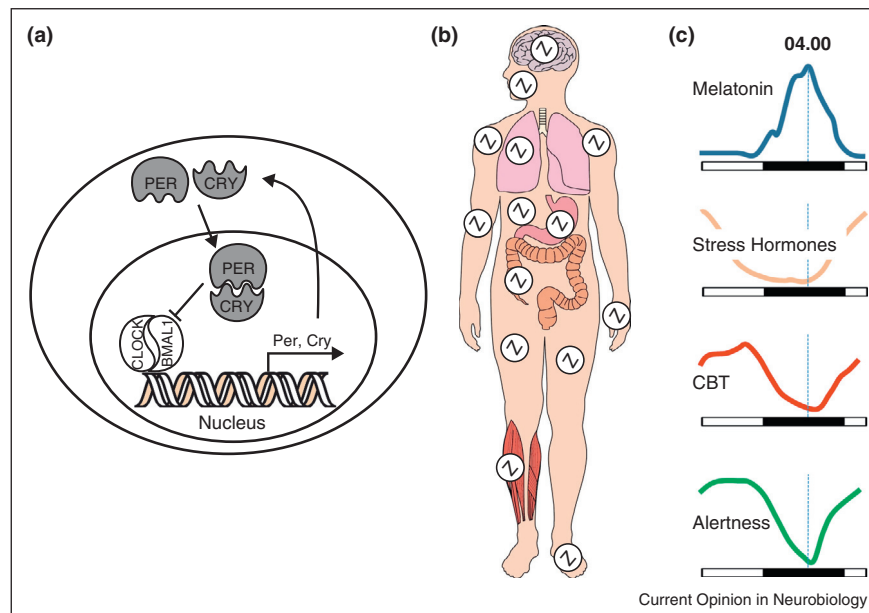 (a)
PER
CRY
PER
CRY
CLOCK
BMAL1
Per, Cry
Nucleus
(b)
(c)
04.00
Melatonin
Stress Hormones
CBT
Alertness
Current Opinion in Neurobiology